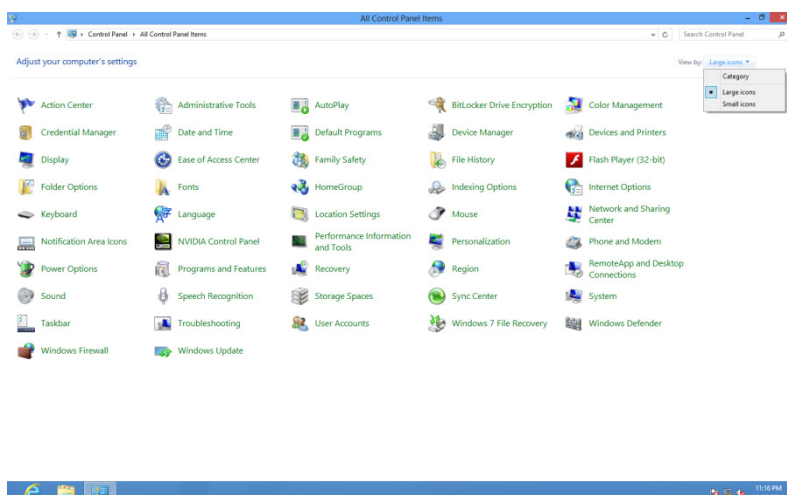 All Control Panel Items
Control Panel All Control Panel Items
Search Control Panel
Adjust your computer's settings
View by: Large icons
Category
Large icons
Small icons
Action Center
Administrative Tools
AutoPlay
BitLocker Drive Encryption
Color Management
Credential Manager
Date and Time
Default Programs
Device Manager
Devices and Printers
Display
Ease of Access Center
Family Safety
File History
Flash Player (32-bit)
Folder Options
Fonts
HomeGroup
Indexing Options
Internet Options
Keyboard
Language
Location Settings
Mouse
Network and Sharing
Center
Notification Area Icons
NVIDIA Control Panel
Performance Information
and Tools
Personalization
Phone and Modem
Power Options
Programs and Features
Recovery
Region
RemoteApp and Desktop
Connections
Sound
Speech Recognition
Storage Spaces
Sync Center
System
Taskbar
Troubleshooting
User Accounts
Windows 7 File Recovery
Windows Defender
Windows Firewall
Windows Update
11:16 PM